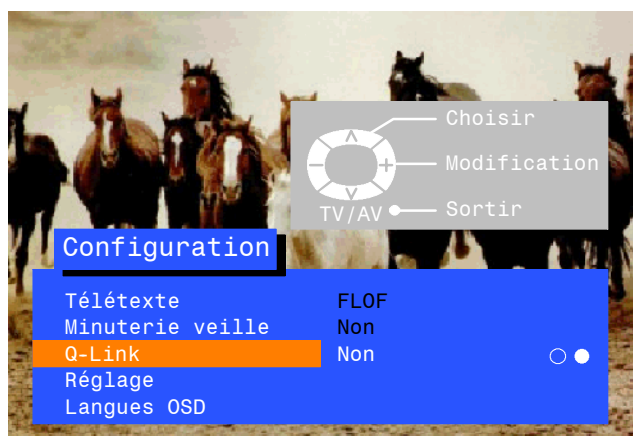 Choisir
Modification
TV/AV Sortir
Configuration
Télétexte FLOF
Minuterie veille Non
Q-Link Non
Réglage
Langues OSD